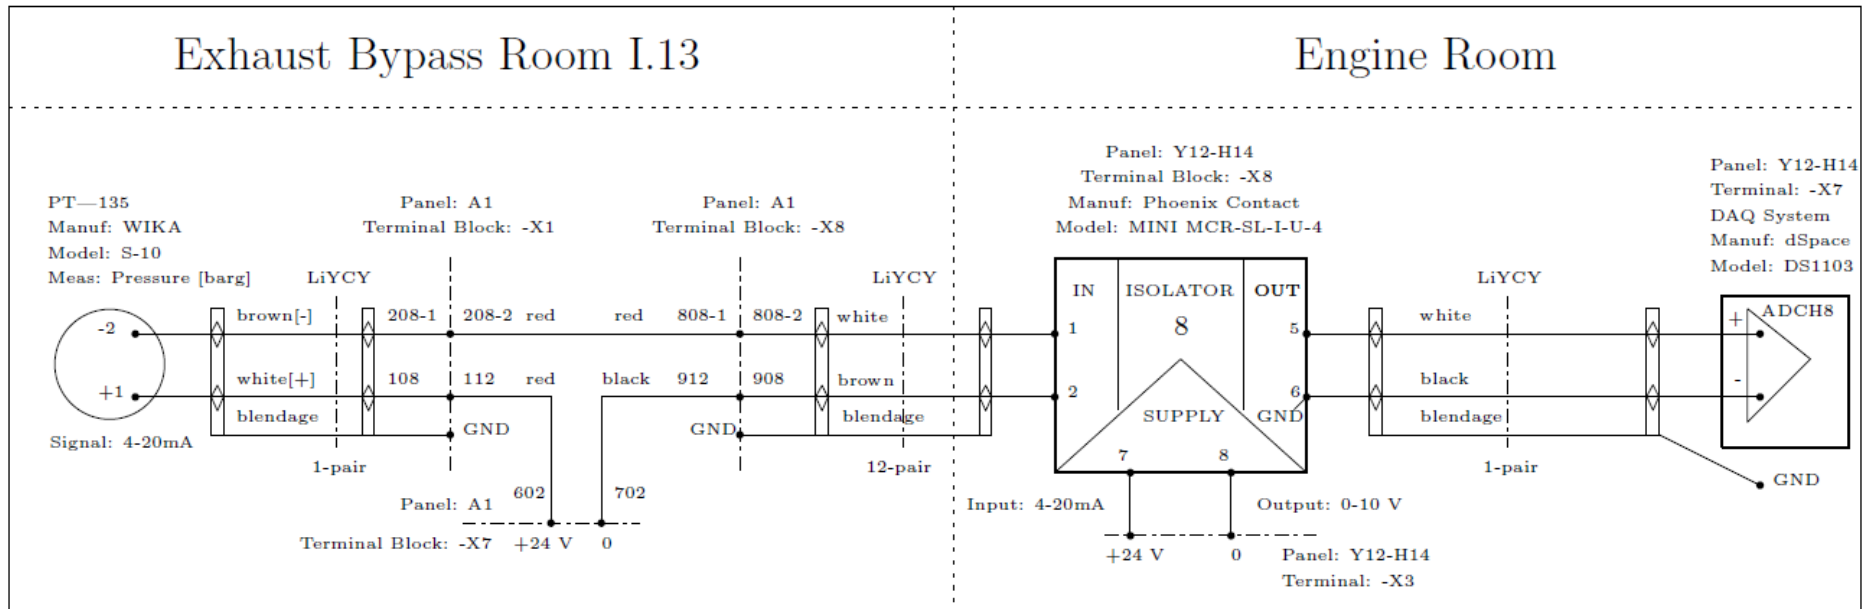 Exhaust Bypass Room I.13
Engine Room
PT—135
Manuf: WIKA
Model: S-10
Meas: Pressure [barg]
Panel: A1
Terminal Block: -X1
Panel: A1
Terminal Block: -X8
Panel: Y12-H14
Terminal Block: -X8
Manuf: Phoenix Contact
Model: MINI MCR-SL-I-U-4
Panel: Y12-H14
Terminal: -X7
DAQ System
Manuf: dSpace
Model: DS1103
LiYCY
LiYCY
LiYCY
-2
brown[-]
208-1
208-2
red
red
808-1
808-2
white
IN
ISOLATOR
OUT
1
8
5
white
+
ADCH8
+1
white[+]
108
112
red
black
912
908
brown
2
6
black
-
blendage
GND
GND
blendage
SUPPLY
GND
blendage
Signal: 4-20mA
1-pair
12-pair
7
8
1-pair
GND
602
702
Panel: A1
Input: 4-20mA
Output: 0-10 V
Terminal Block: -X7
+24 V
0
+24 V
0
Panel: Y12-H14
Terminal: -X3